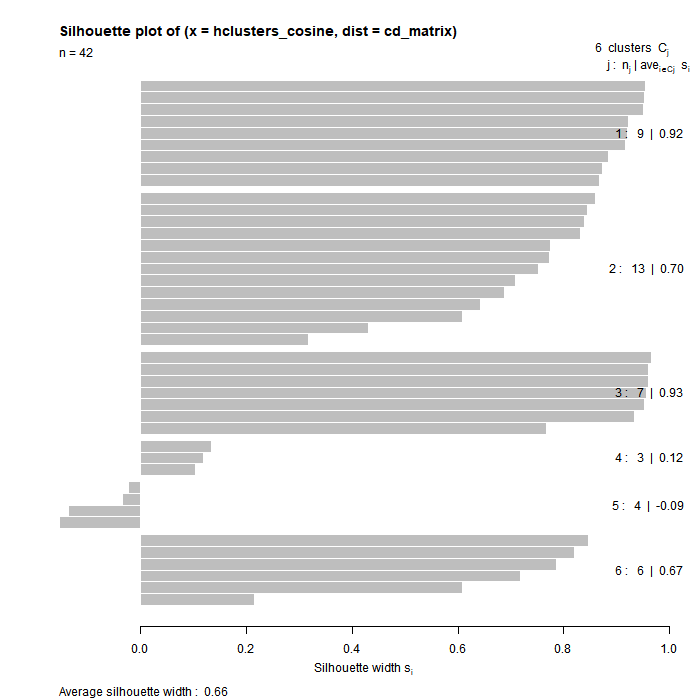 Silhouette plot of (x = hclusters_cosine, dist = cd_matrix)
n = 42
6 clusters Cj
j : nj | avei∈Cj si
1 : 9 | 0.92
2 : 13 | 0.70
3 : 7 | 0.93
4 : 3 | 0.12
5 : 4 | -0.09
6 : 6 | 0.67
0.0 0.2 0.4 0.6 0.8 1.0
Silhouette width si
Average silhouette width : 0.66